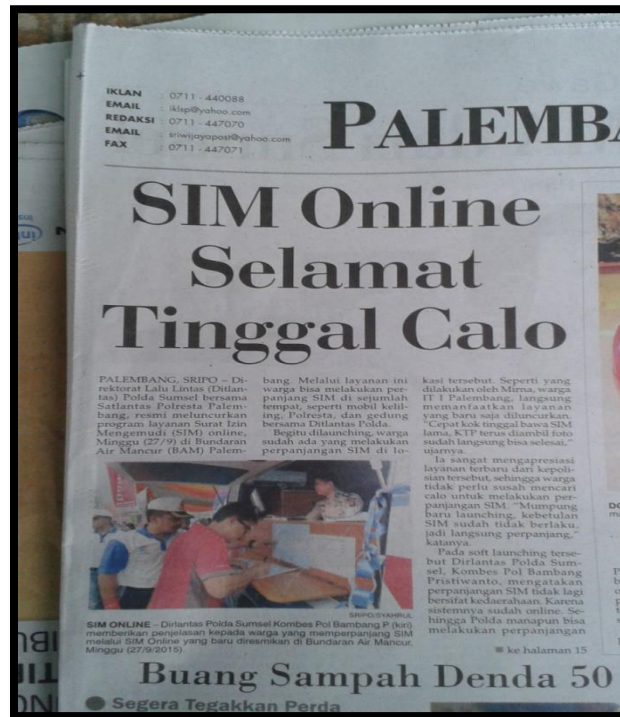 IKLAN : 0711 - 440088
EMAIL : iklsp@yahoo.com
REDAKSI : 0711 - 447070
EMAIL : sriwijayapost@yahoo.com
FAX : 0711 - 447071
PALEMBA
SIM Online
Selamat
Tinggal Calo
PALEMBANG, SRIPO – Di-
rektorat Lalu Lintas (Ditlan-
tas) Polda Sumsel bersama
Satlantas Polresta Palem-
bang, resmi meluncurkan
program layanan Surat Izin
Mengemudi (SIM) online,
Minggu (27/9) di Bundaran
Air Mancur (BAM) Palem-
bang. Melalui layanan ini
warga bisa melakukan per-
panjang SIM di sejumlah
tempat, seperti mobil kelil-
ing, Polresta, dan gedung
bersama Ditlantas Polda.
Begitu dilaunching, warga
sudah ada yang melakukan
perpanjangan SIM di lo-
kasi tersebut. Seperti yang
dilakukan oleh Mirna, warga
IT I Palembang, langsung
memanfaatkan layanan
yang baru saja diluncurkan.
"Cepat kok tinggal bawa SIM
lama, KTP terus diambil foto
sudah langsung bisa selesai,"
ujarnya.
Ia sangat mengapresiasi
layanan terbaru dari kepoli-
sian tersebut, sehingga warga
tidak perlu susah mencari
calo untuk melakukan per-
panjangan SIM. "Mumpung
baru launching, kebetulan
SIM sudah tidak berlaku,
jadi langsung perpanjang,"
katanya.
Pada soft launching terse-
but Dirlantas Polda Sum-
sel, Kombes Pol Bambang
Pristiwanto, mengatakan
perpanjangan SIM tidak lagi
bersifat kedaerahaan. Karena
sistemnya sudah online. Se-
hingga Polda manapun bisa
melakukan perpanjangan
■ ke halaman 15
SRIPO/SYAHRUL
SIM ONLINE – Dirlantas Polda Sumsel Kombes Pol Bambang P (kiri)
memberikan penjelasan kepada warga yang memperpanjang SIM
melalui SIM Online yang baru diresmikan di Bundaran Air Mancur,
Minggu (27/9/2015).
Buang Sampah Denda 50
● Segera Tegakkan Perda